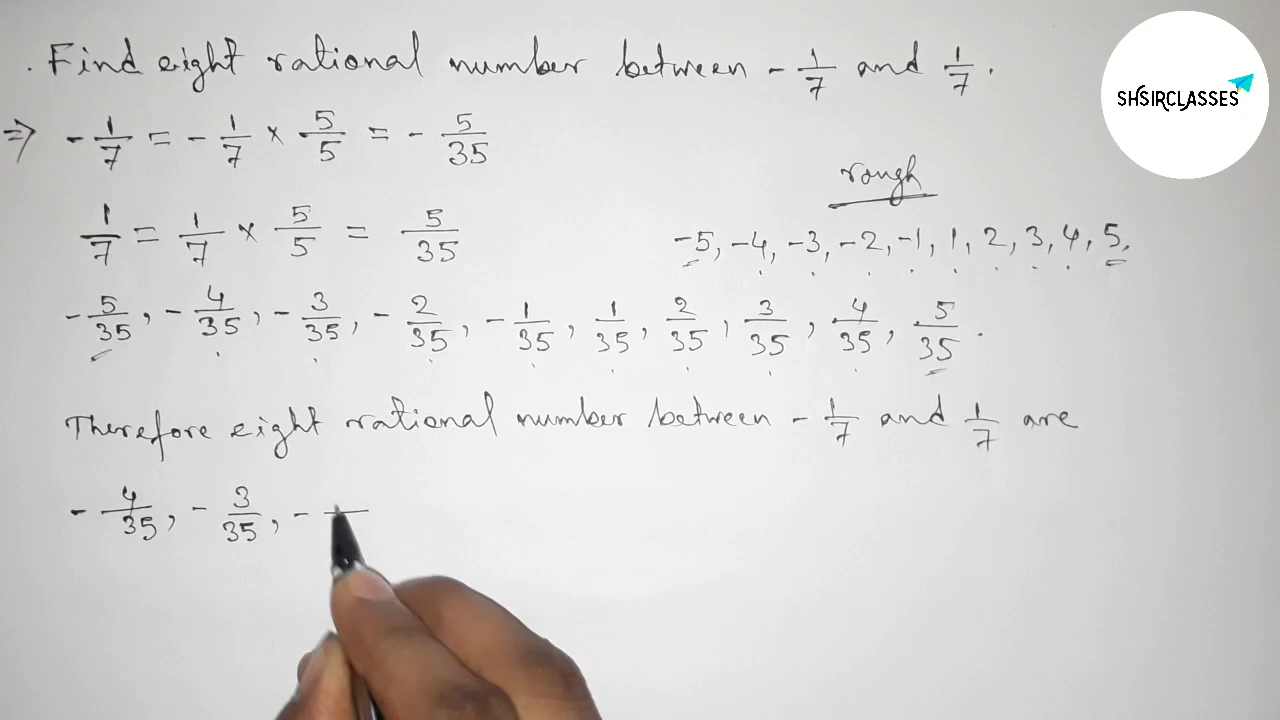 . Find eight rational number between - 1/7 and 1/7 .
SHSIRCLASSES
⇒ - 1/7 = - 1/7 × 5/5 = - 5/35
rough
1/7 = 1/7 × 5/5 = 5/35
-5, -4, -3, -2, -1, 1, 2, 3, 4, 5,
- 5/35, - 4/35, - 3/35, - 2/35, - 1/35, 1/35, 2/35, 3/35, 4/35, 5/35 .
Therefore eight rational number between - 1/7 and 1/7 are
- 4/35, - 3/35, -